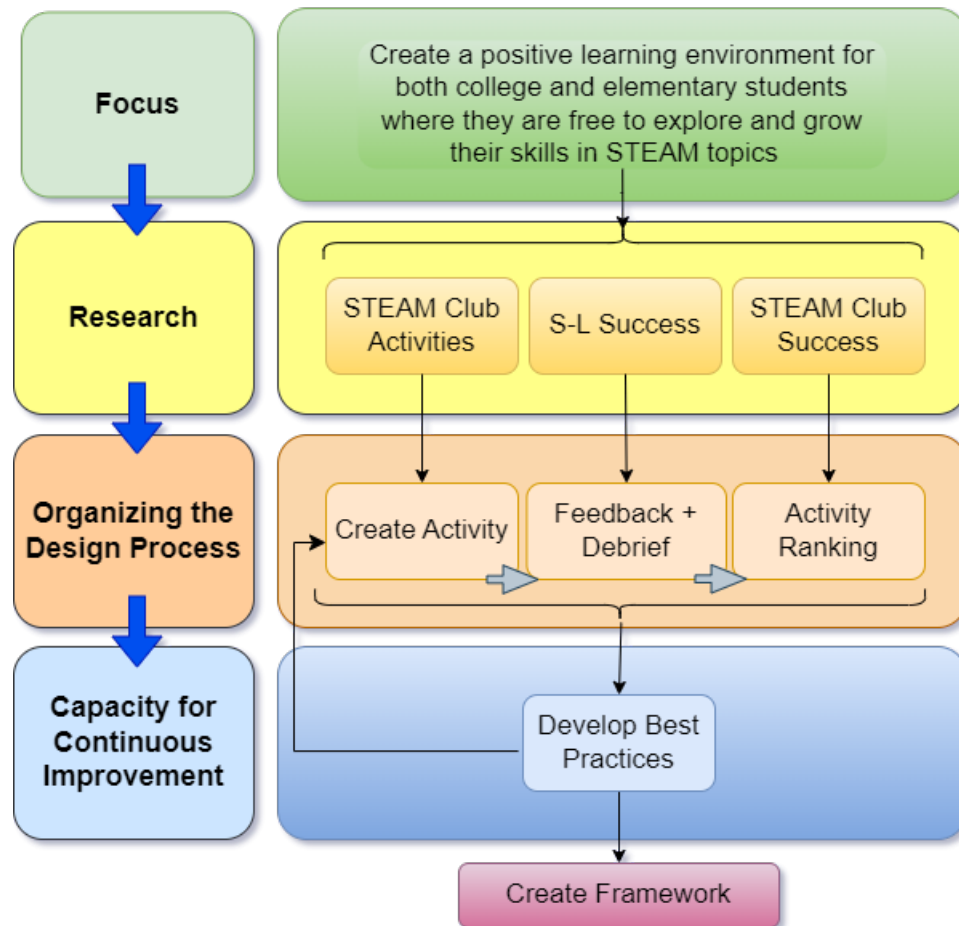 Focus
Create a positive learning environment for
both college and elementary students
where they are free to explore and grow
their skills in STEAM topics
Research
STEAM Club
Activities
S-L Success
STEAM Club
Success
Organizing the
Design Process
Create Activity
Feedback +
Debrief
Activity
Ranking
Capacity for
Continuous
Improvement
Develop Best
Practices
Create Framework